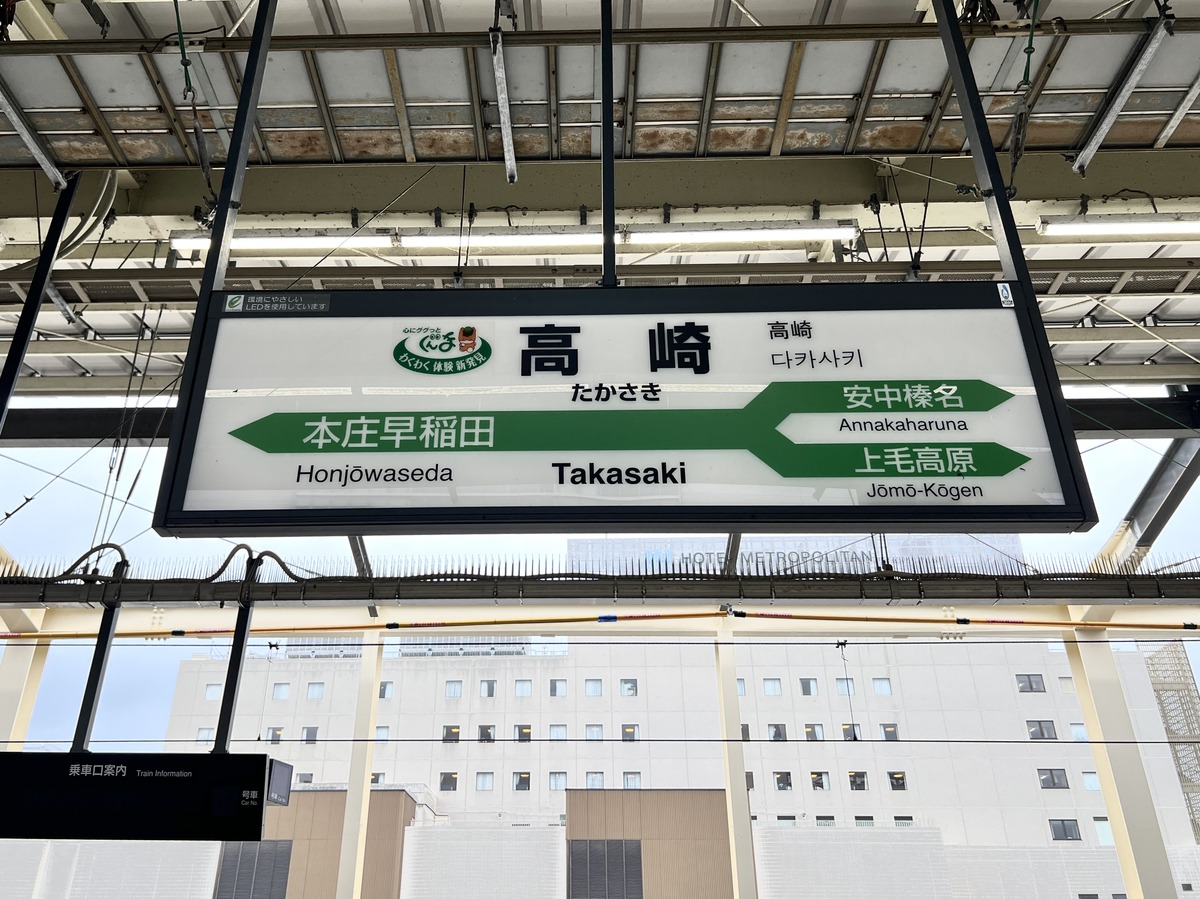 環境にやさしい
LEDを使用しています
心にググっと
ぐんま
わくわく 体験 新発見
高崎
高崎
다카사키
たかさき
本庄早稲田
安中榛名
Annakaharuna
上毛高原
Honjōwaseda
Takasaki
Jōmō-Kōgen
HOTEL METROPOLITAN
乗車口案内 Train Information
号車
Car No.